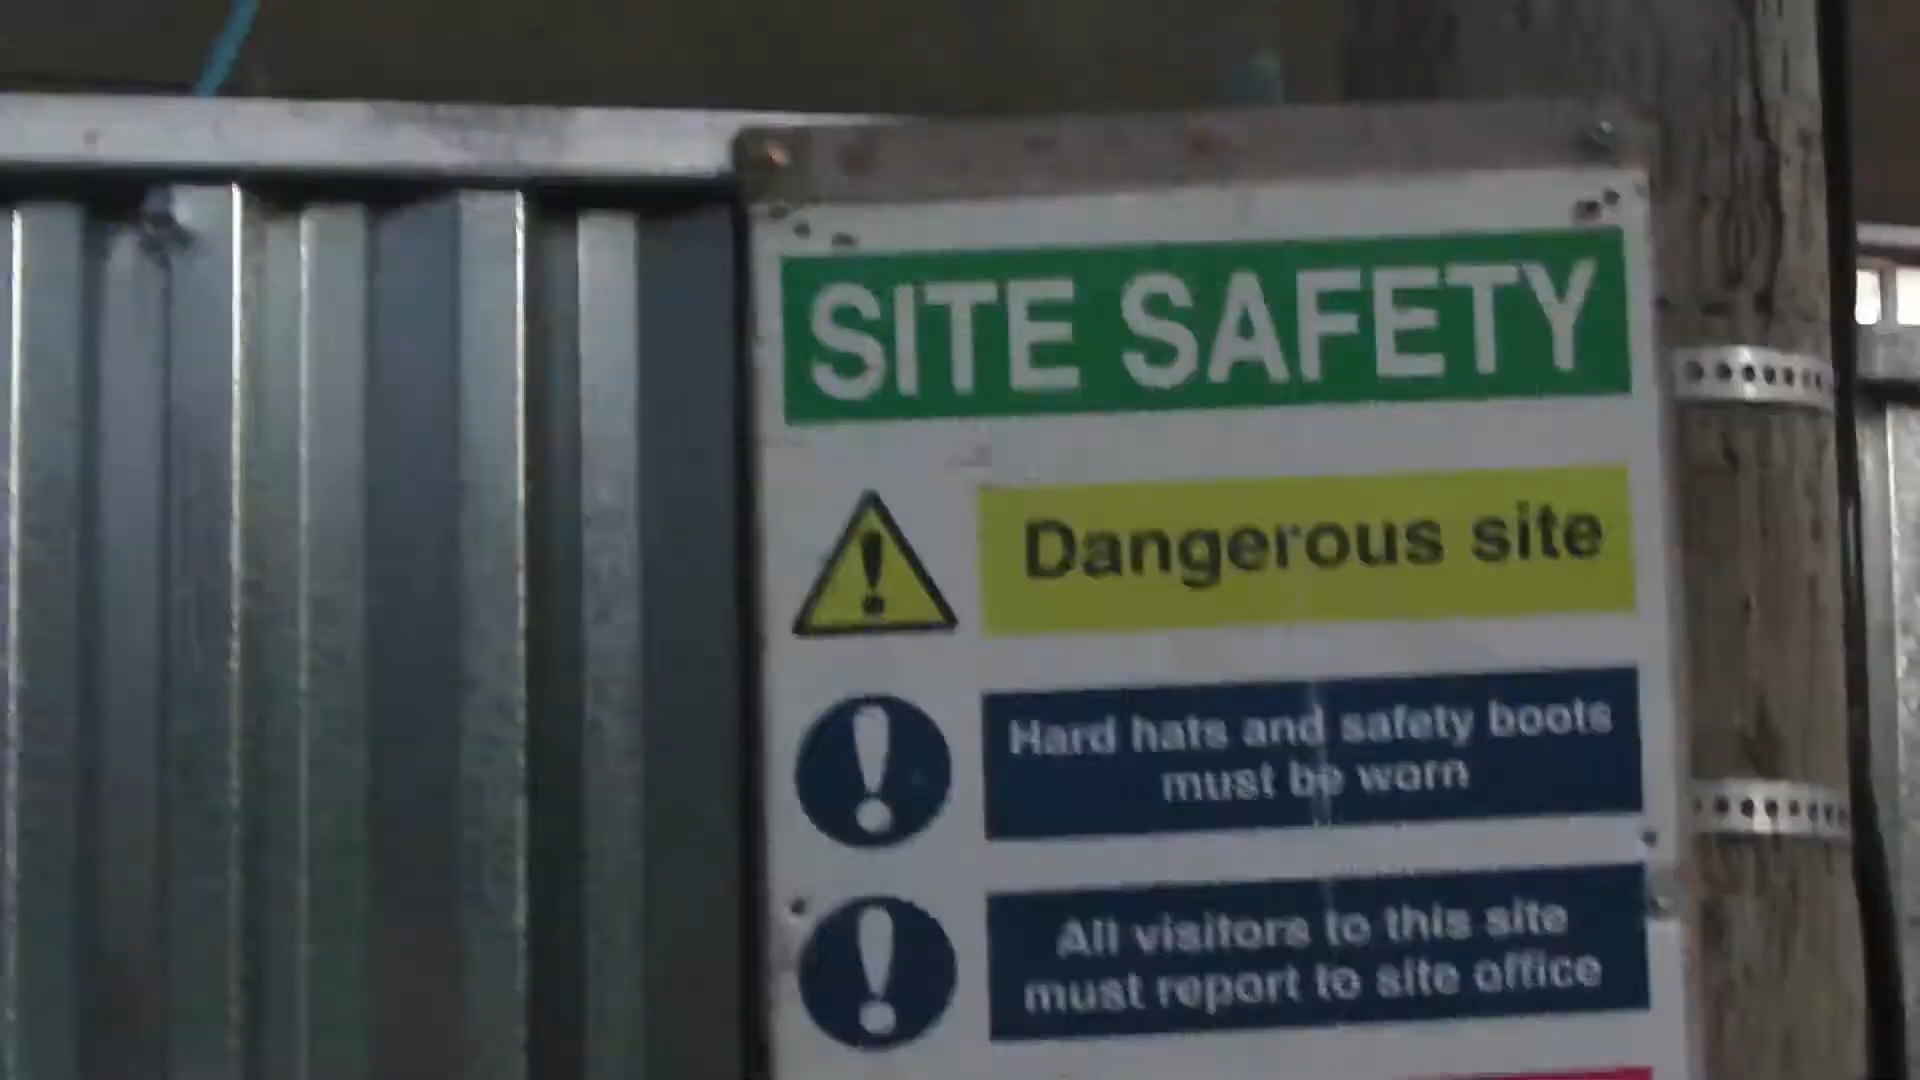 SITE SAFETY
Dangerous site
Hard hats and safety boots
must be worn
All visitors to this site
must report to site office